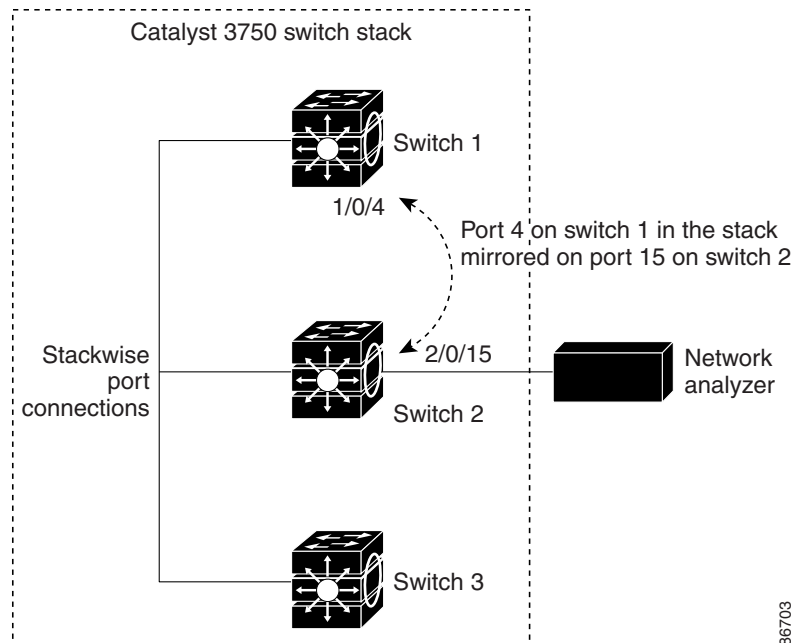 Catalyst 3750 switch stack
Switch 1
1/0/4
Port 4 on switch 1 in the stack
mirrored on port 15 on switch 2
Stackwise
port
connections
2/0/15
Switch 2
Network
analyzer
Switch 3
86703